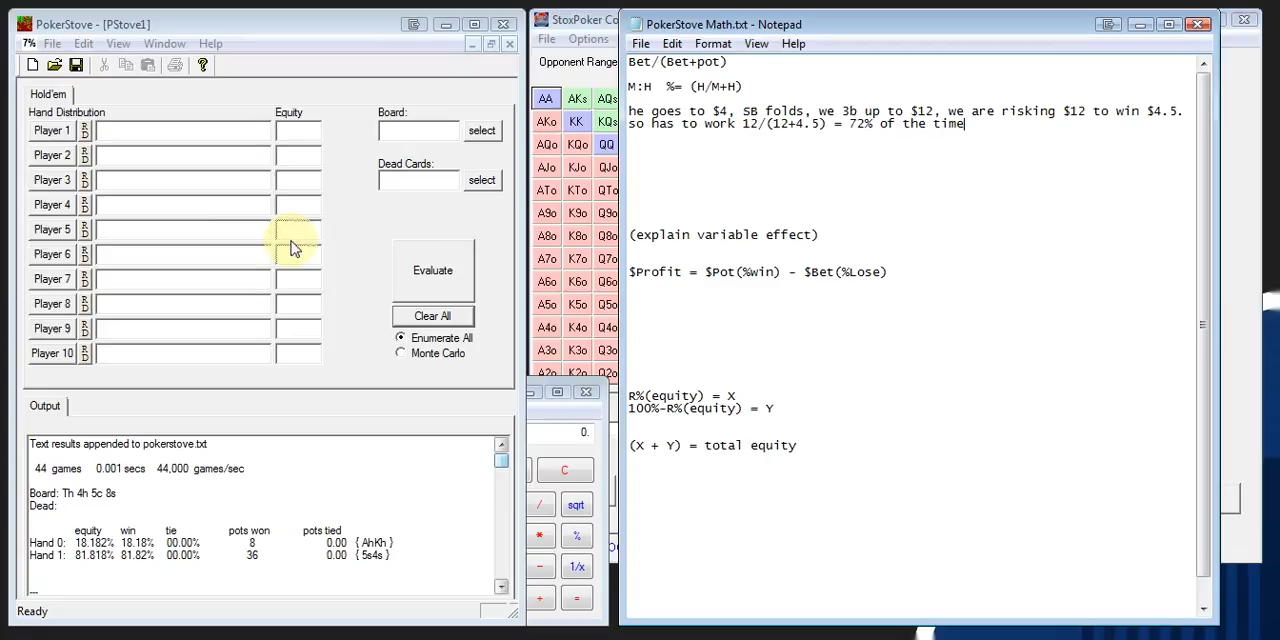 PokerStove - [PStove1]
7% File Edit View Window Help
Hold'em
Hand Distribution Equity Board:
Player 1 R D select
Player 2 R D
Dead Cards:
Player 3 R D select
Player 4 R D
Player 5 R D
Player 6 R D
Player 7 R D
Player 8 R D
Player 9 R D
Player 10 R D
Evaluate
Clear All
Enumerate All
Monte Carlo
Output
Text results appended to pokerstove.txt
44 games 0.001 secs 44,000 games/sec
Board: Th 4h 5c 8s
Dead:
equity win tie pots won pots tied
Hand 0: 18.182% 18.18% 00.00% 8 0.00 { AhKh }
Hand 1: 81.818% 81.82% 00.00% 36 0.00 { 5s4s }
---
Ready
StoxPoker Co
File Options
Opponent Range
AA AKs AQs
AKo KK KQs
AQo KQo QQ
AJo KJo QJo
ATo KTo QTo
A9o K9o Q9o
A8o K8o Q8o
A7o K7o Q7o
A6o K6o Q6o
A5o K5o Q5o
A4o K4o Q4o
A3o K3o Q3o
A2o K2o Q2o
0.
C
/ sqrt
* %
- 1/x
+ =
PokerStove Math.txt - Notepad
File Edit Format View Help
Bet/(Bet+pot)
M:H %= (H/M+H)
he goes to $4, SB folds, we 3b up to $12, we are risking $12 to win $4.5.
so has to work 12/(12+4.5) = 72% of the time
(explain variable effect)
$Profit = $Pot(%win) - $Bet(%Lose)
R%(equity) = X
100%-R%(equity) = Y
(X + Y) = total equity